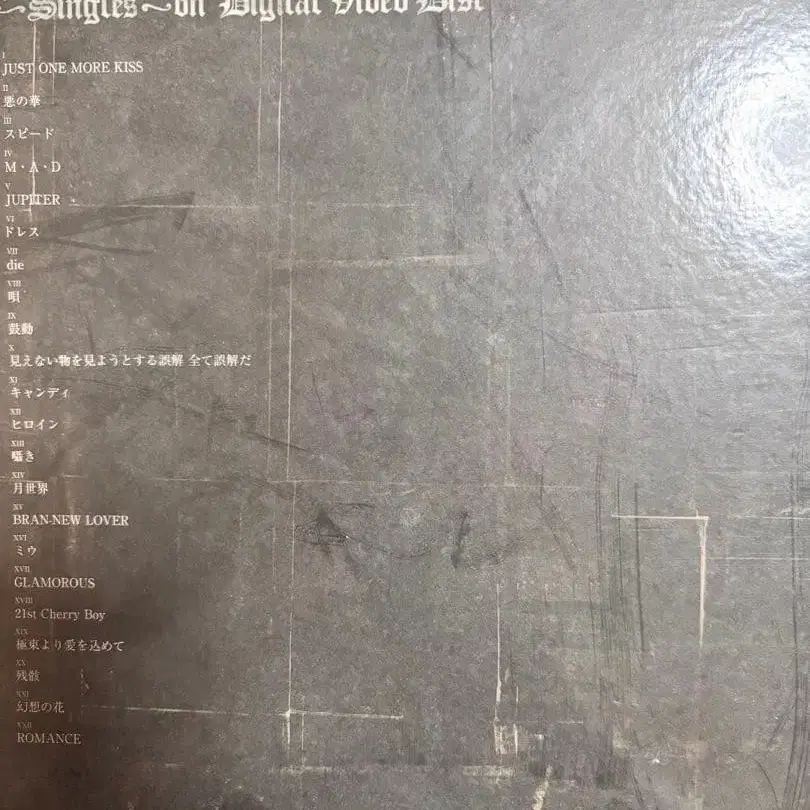 ~Singles~on Digital Video Disc
I
JUST ONE MORE KISS
II
悪の華
III
スピード
IV
M・A・D
V
JUPITER
VI
ドレス
VII
die
VIII
唄
IX
鼓動
X
見えない物を見ようとする誤解 全て誤解だ
XI
キャンディ
XII
ヒロイン
XIII
囁き
XIV
月世界
XV
BRAN-NEW LOVER
XVI
ミウ
XVII
GLAMOROUS
XVIII
21st Cherry Boy
XIX
極東より愛を込めて
XX
残骸
XXI
幻想の花
XXII
ROMANCE